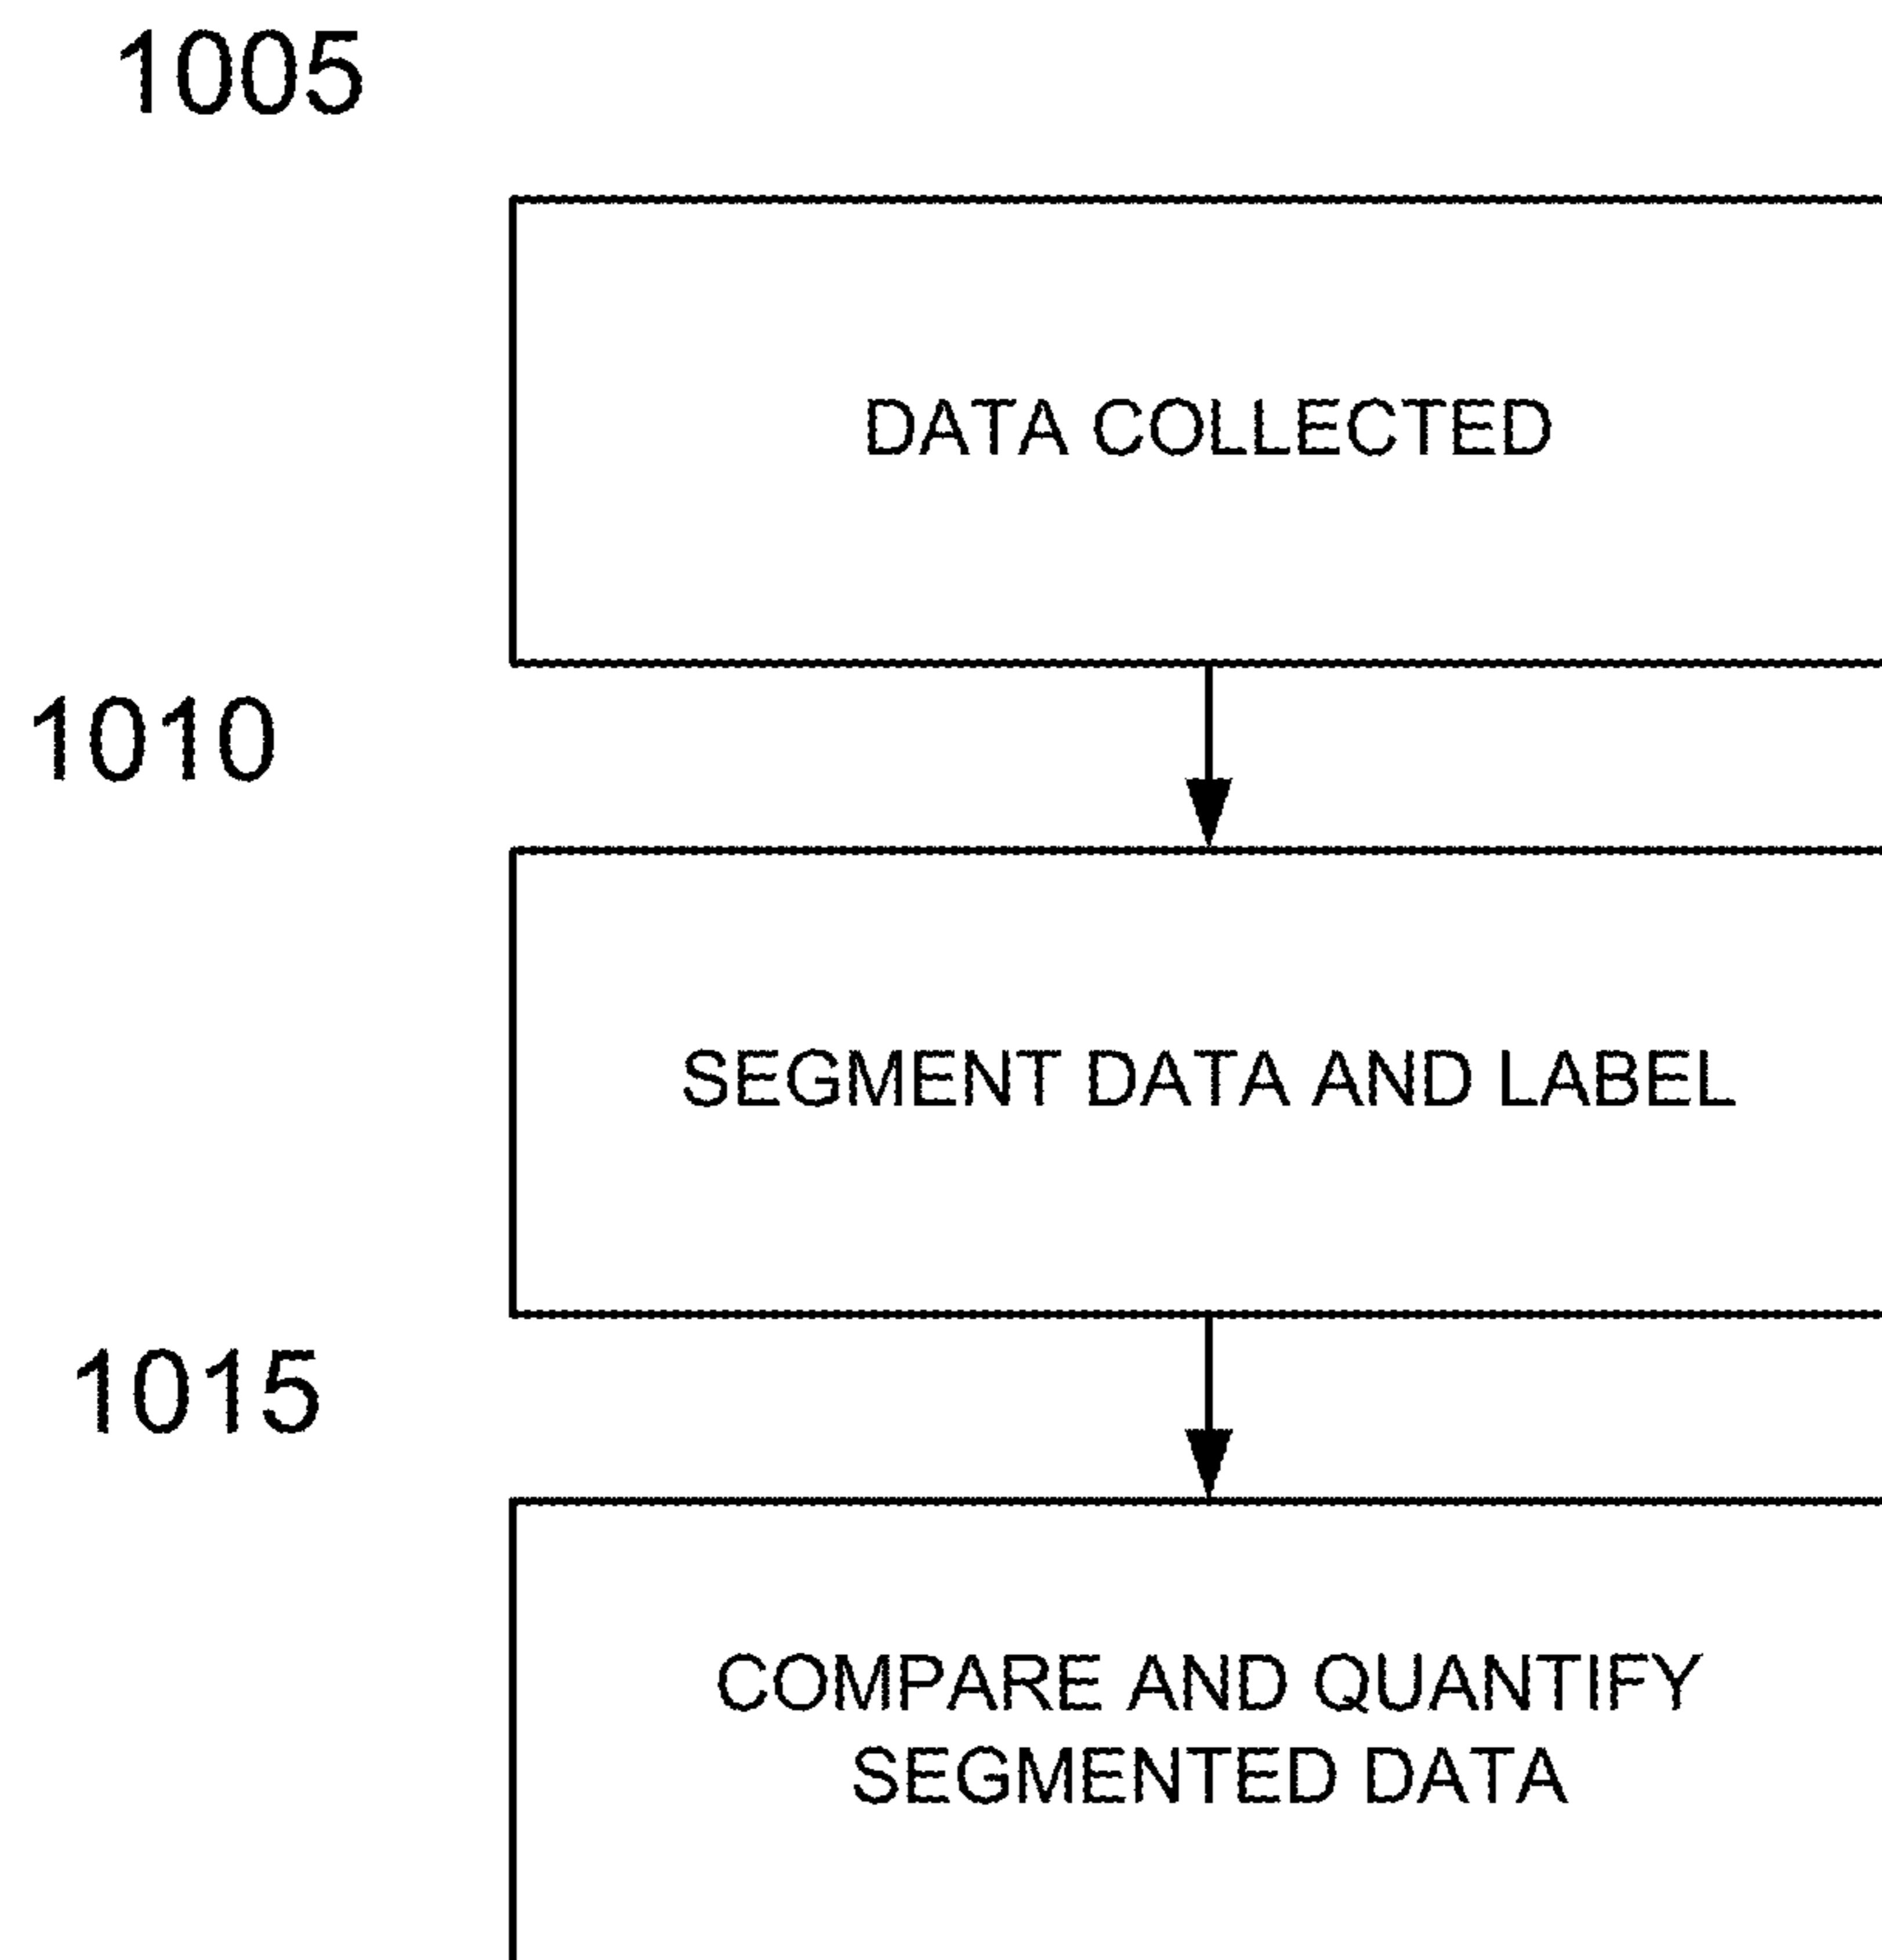 1005
DATA COLLECTED
1010
SEGMENT DATA AND LABEL
1015
COMPARE AND QUANTIFY
SEGMENTED DATA